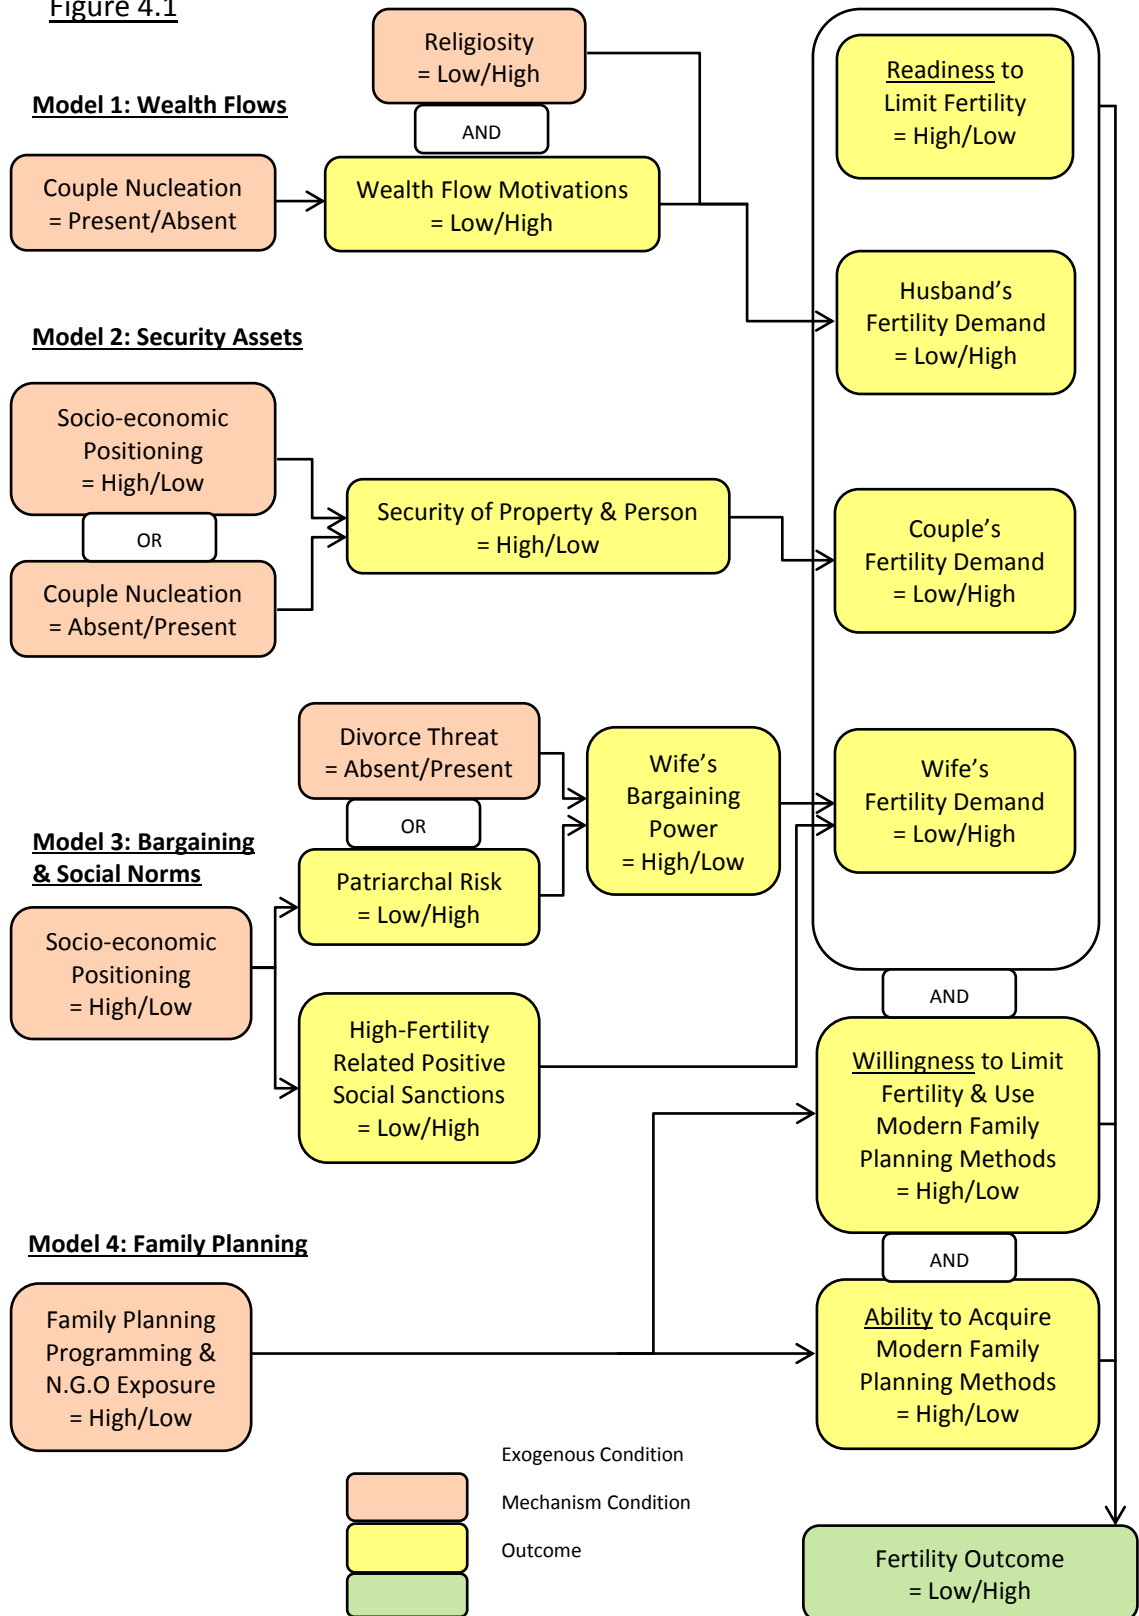 Figure 4.1
Religiosity
= Low/High
AND
Readiness to
Limit Fertility
= High/Low
Model 1: Wealth Flows
Couple Nucleation
= Present/Absent
Wealth Flow Motivations
= Low/High
Husband's
Fertility Demand
= Low/High
Model 2: Security Assets
Socio-economic
Positioning
= High/Low
OR
Couple Nucleation
= Absent/Present
Security of Property & Person
= High/Low
Couple's
Fertility Demand
= Low/High
Divorce Threat
= Absent/Present
OR
Patriarchal Risk
= Low/High
Wife's
Bargaining
Power
= High/Low
Wife's
Fertility Demand
= Low/High
Model 3: Bargaining
& Social Norms
Socio-economic
Positioning
= High/Low
High-Fertility
Related Positive
Social Sanctions
= Low/High
AND
Willingness to Limit
Fertility & Use
Modern Family
Planning Methods
= High/Low
AND
Model 4: Family Planning
Family Planning
Programming &
N.G.O Exposure
= High/Low
Ability to Acquire
Modern Family
Planning Methods
= High/Low
Exogenous Condition
Mechanism Condition
Outcome
Fertility Outcome
= Low/High